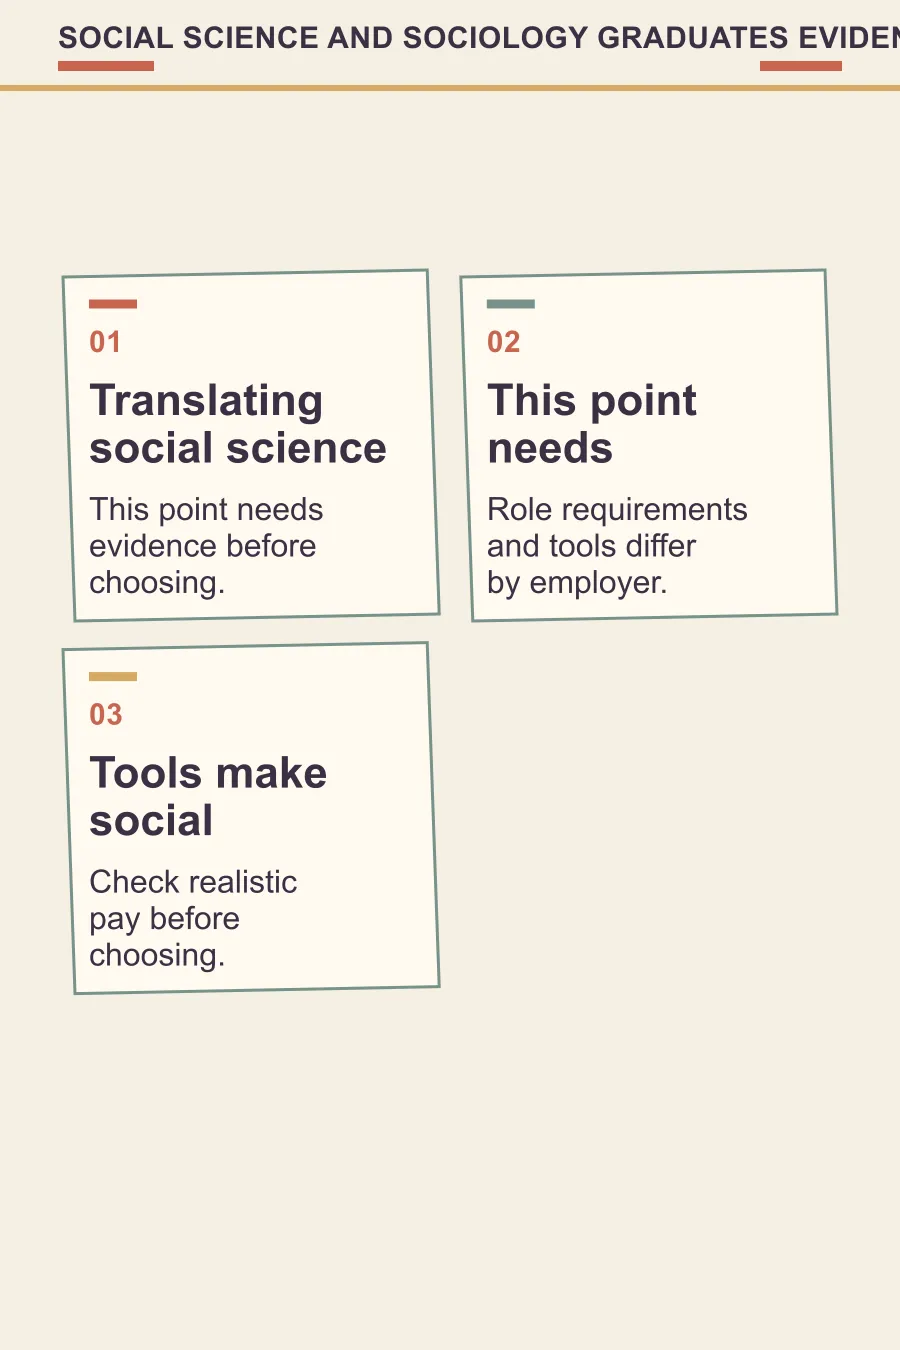 SOCIAL SCIENCE AND SOCIOLOGY GRADUATES
01
Translating
social science
This point needs
evidence before
choosing.
02
This point
needs
Role requirements
and tools differ
by employer.
03
Tools make
social
Check realistic
pay before
choosing.